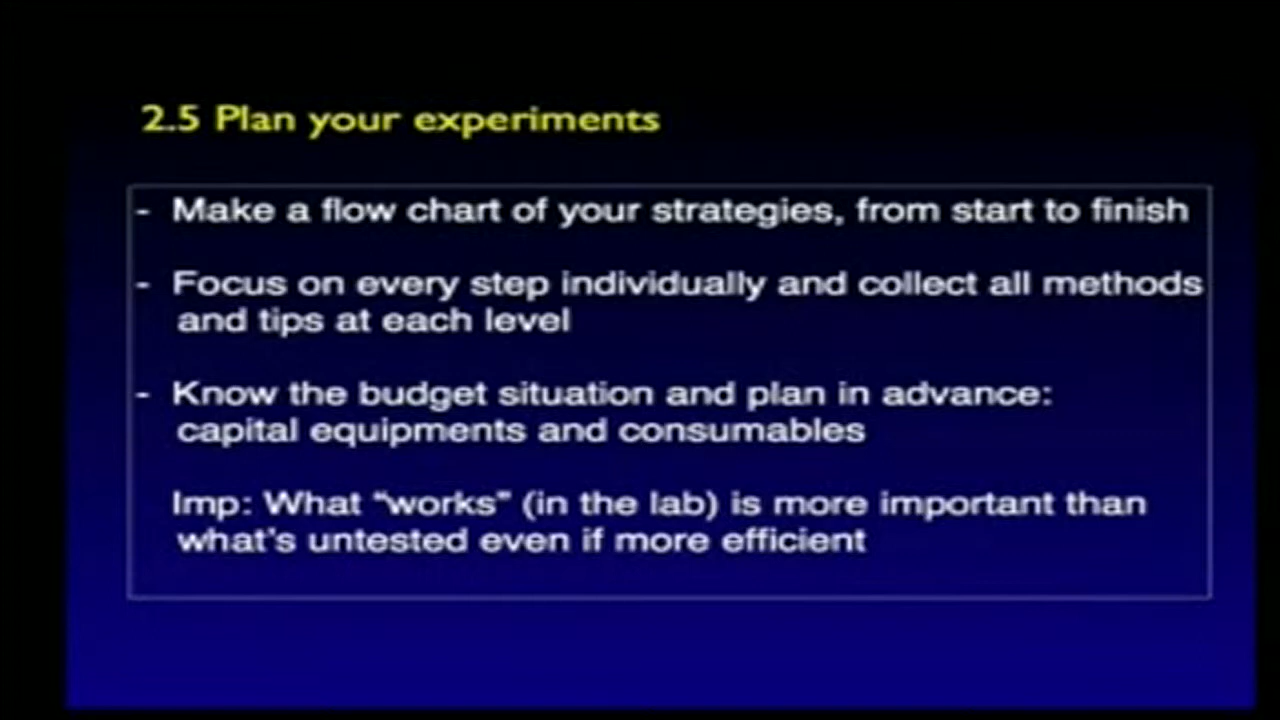 2.5 Plan your experiments
- Make a flow chart of your strategies, from start to finish
- Focus on every step individually and collect all methods
and tips at each level
- Know the budget situation and plan in advance:
capital equipments and consumables
Imp: What “works” (in the lab) is more important than
what's untested even if more efficient